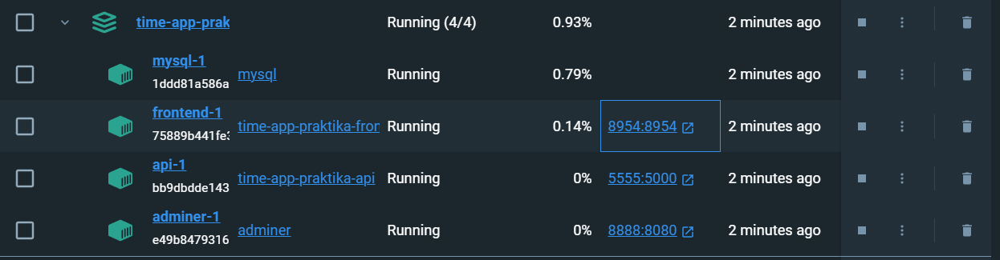 time-app-prak Running (4/4) 0.93% 2 minutes ago
mysql-1
1ddd81a586a mysql Running 0.79% 2 minutes ago
frontend-1
75889b441fe3 time-app-praktika-fron Running 0.14% 8954:8954 2 minutes ago
api-1
bb9dbdde143 time-app-praktika-api Running 0% 5555:5000 2 minutes ago
adminer-1
e49b8479316 adminer Running 0% 8888:8080 2 minutes ago